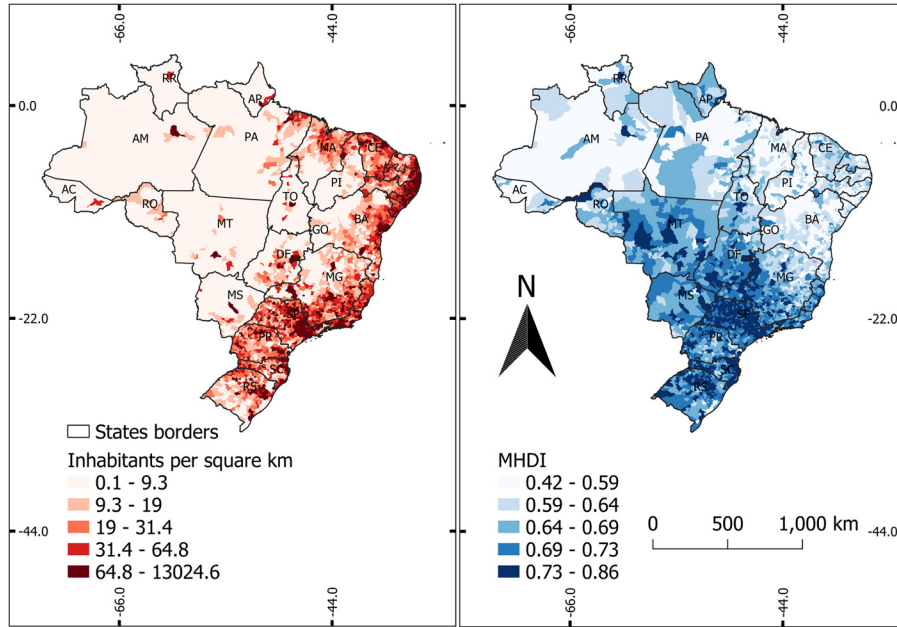 -66.0
-44.0
-66.0
-44.0
RR
AP
0.0
AM
PA
MA
CE
PI
AC
RO
TO
BA
MT
GO
DF
MG
MS
-22.0
SP
PR
SC
RS
States borders
Inhabitants per square km
0.1 - 9.3
9.3 - 19
19 - 31.4
31.4 - 64.8
64.8 - 13024.6
-44.0
-66.0
-44.0
RR
AP
0.0
AM
PA
MA
CE
PI
AC
RO
TO
BA
MT
GO
DF
MG
N
MS
SP
-22.0
PR
SC
RS
MHDI
0.42 - 0.59
0.59 - 0.64
0.64 - 0.69
0.69 - 0.73
0.73 - 0.86
0 500 1,000 km
-44.0
-66.0
-44.0